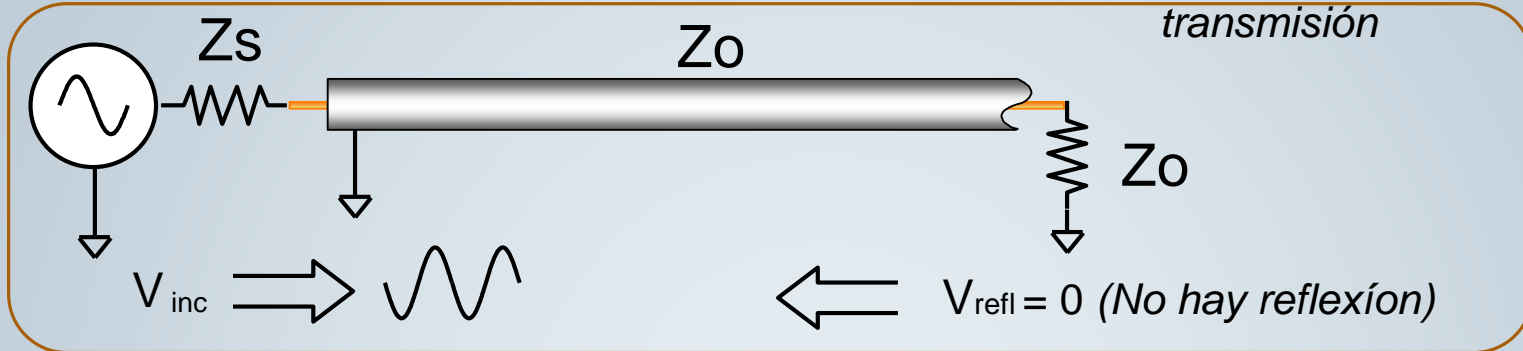 transmisión
Zs
Zo
Zo
V inc
Vrefl = 0 (No hay reflexíon)